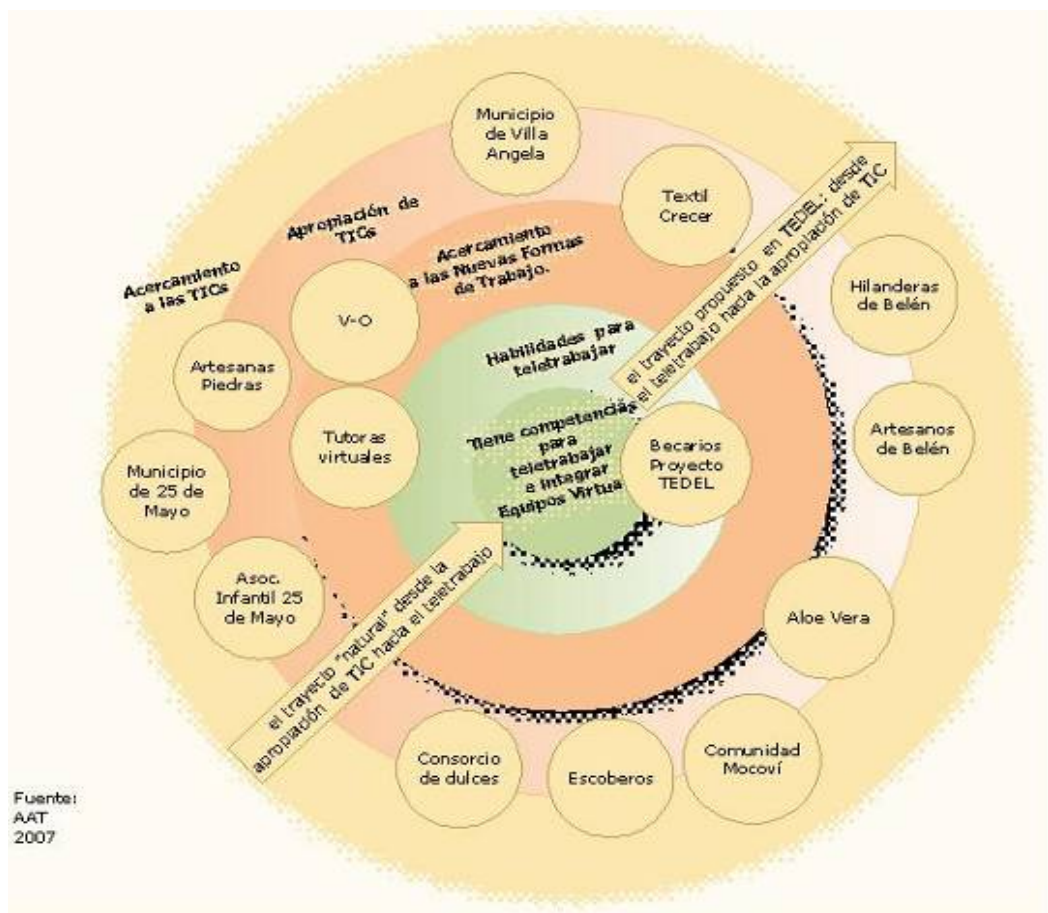 Municipio
de Villa
Angela
Textil
Crecer
Apropiación de
TICs
Acercamiento
a las Nuevas Formas
de Trabajo.
Acercamiento
a las TICs
V-O
Artesanas
Piedras
Hilanderas
de Belén
Habilidades para
teletrabajar
el trayecto propuesto en TEDEL: desde
el teletrabajo hacia la apropiación de TIC
Tutoras
virtuales
Tiene competencias
para
teletrabajar
e integrar
Equipos Virtua
Becarios
Proyecto
TEDEL
Artesanos
de Belén
Municipio
de 25 de
Mayo
Asoc.
Infantil 25
de Mayo
Aloe Vera
el trayecto "natural" desde la
apropiación de TIC hacia el teletrabajo
Consorcio
de dulces
Escoberos
Comunidad
Mocoví
Fuente:
AAT
2007